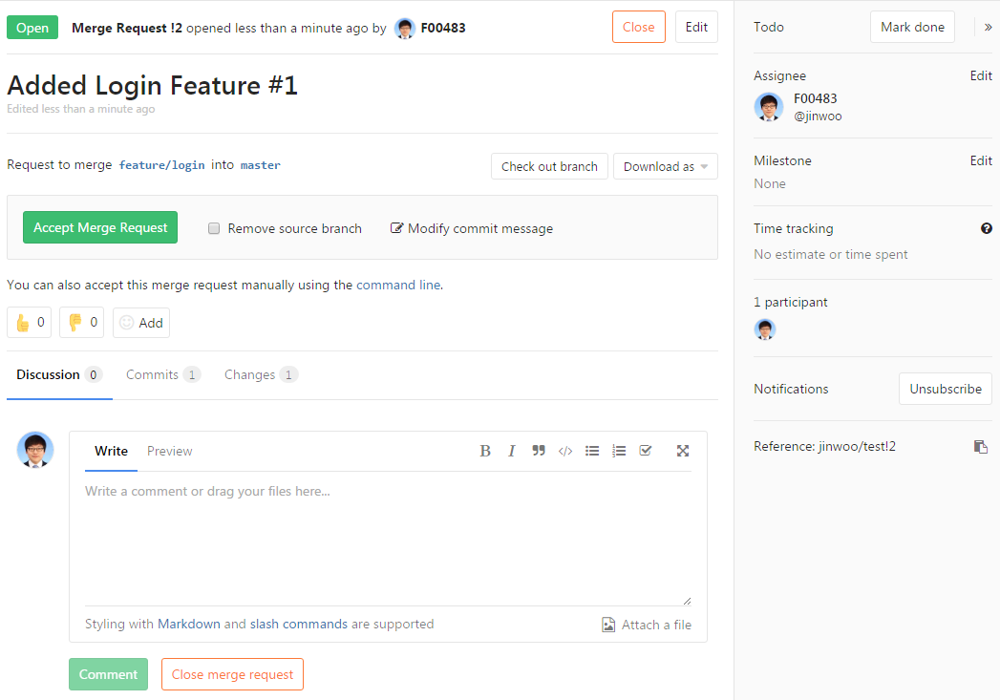 Open Merge Request !2 opened less than a minute ago by F00483 Close Edit
Added Login Feature #1
Edited less than a minute ago
Request to merge feature/login into master Check out branch Download as
Accept Merge Request Remove source branch Modify commit message
You can also accept this merge request manually using the command line.
0 0 Add
Discussion 0 Commits 1 Changes 1
Write Preview
Write a comment or drag your files here...
Styling with Markdown and slash commands are supported Attach a file
Comment Close merge request
Todo Mark done »
Assignee Edit
F00483
@jinwoo
Milestone Edit
None
Time tracking
No estimate or time spent
1 participant
Notifications Unsubscribe
Reference: jinwoo/test!2